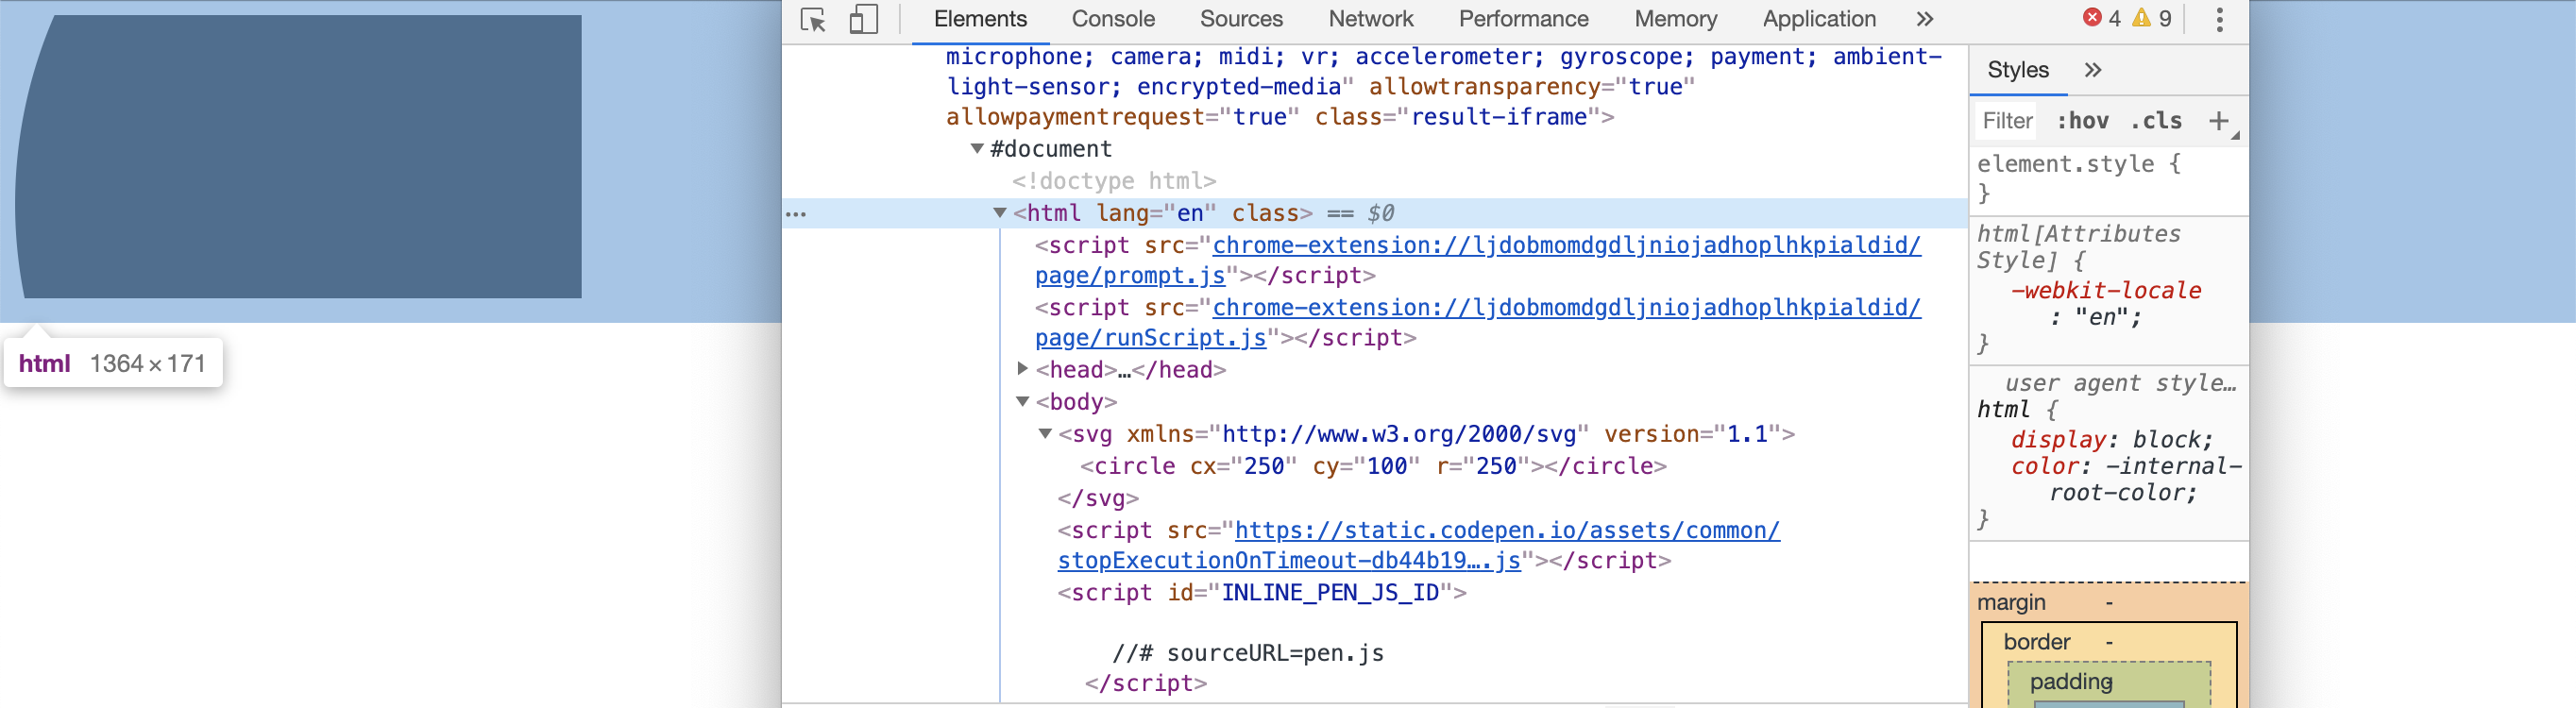 Elements Console Sources Network Performance Memory Application » 4 9
microphone; camera; midi; vr; accelerometer; gyroscope; payment; ambient-
light-sensor; encrypted-media" allowtransparency="true"
allowpaymentrequest="true" class="result-iframe">
▼#document
<!doctype html>
…
▼<html lang="en" class> == $0
<script src="chrome-extension://ljdobmomdgdljniojadhoplhkpialdid/
page/prompt.js"></script>
<script src="chrome-extension://ljdobmomdgdljniojadhoplhkpialdid/
page/runScript.js"></script>
▶<head>…</head>
▼<body>
▼<svg xmlns="http://www.w3.org/2000/svg" version="1.1">
<circle cx="250" cy="100" r="250"></circle>
</svg>
<script src="https://static.codepen.io/assets/common/
stopExecutionOnTimeout-db44b19….js"></script>
<script id="INLINE_PEN_JS_ID">
//# sourceURL=pen.js
</script>
Styles »
Filter :hov .cls +
element.style {
}
html[Attributes
Style] {
-webkit-locale
: "en";
}
user agent style…
html {
display: block;
color: -internal-
root-color;
}
margin -
border -
padding -
html 1364 × 171